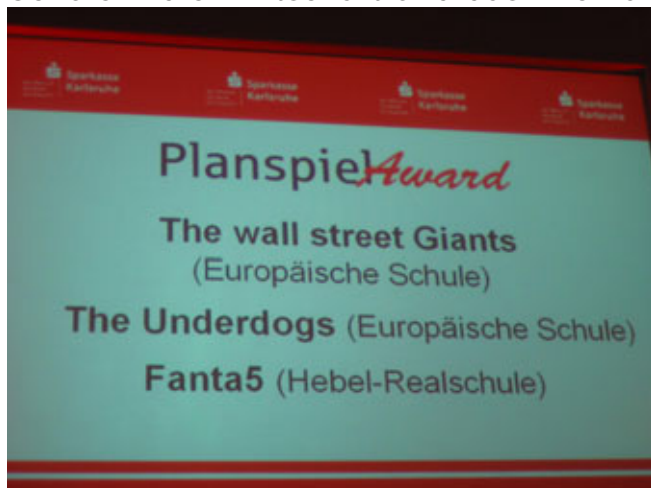 Sparkasse
Karlsruhe
Sparkasse
Karlsruhe
Sparkasse
Karlsruhe
Sparkasse
Karlsruhe
PlanspielAward
The wall street Giants
(Europäische Schule)
The Underdogs (Europäische Schule)
Fanta5 (Hebel-Realschule)